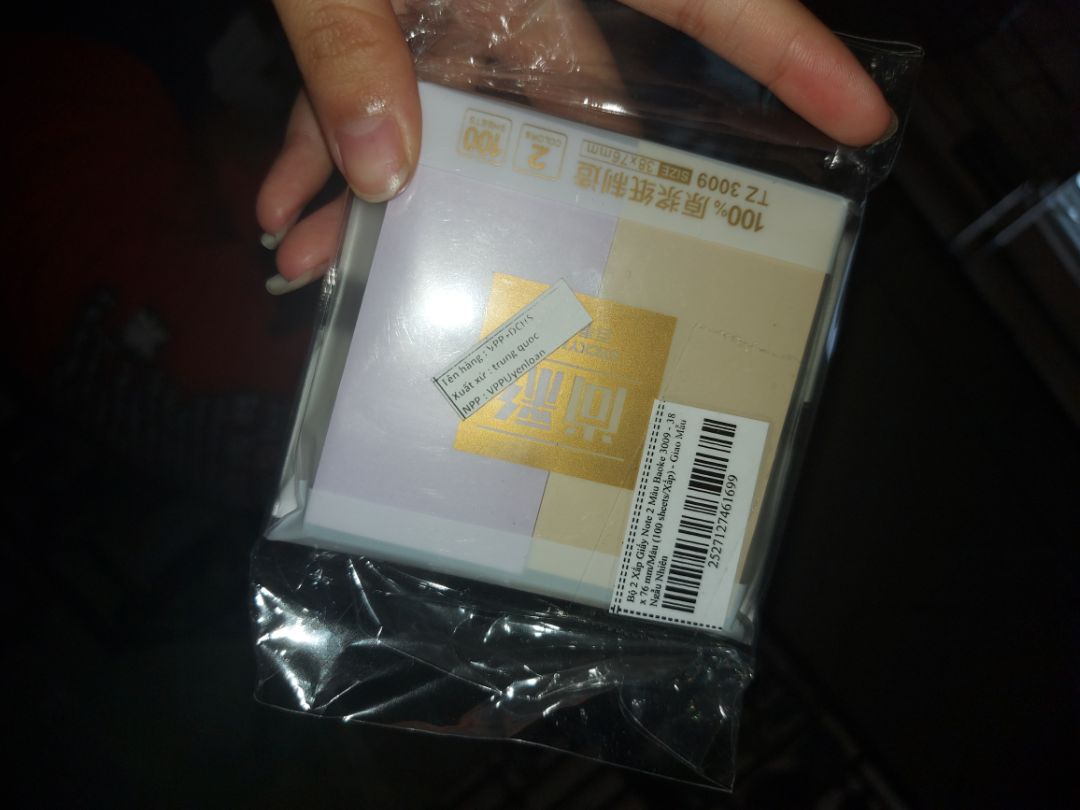 100% 原浆纸制造
TZ 3009 SIZE 38x76mm
2 COLORS
100 SHEETS
尚彩
Tên hàng : VPP+DCHS
Xuất xứ : trung quoc
NPP : VPPUyenloan
Bộ 2 Xấp Giấy Note 2 Màu Baoke 3009 - 38
x 76 mm/Màu (100 sheets/Xấp) - Giao Mẫu
Ngẫu Nhiên
2527127461699